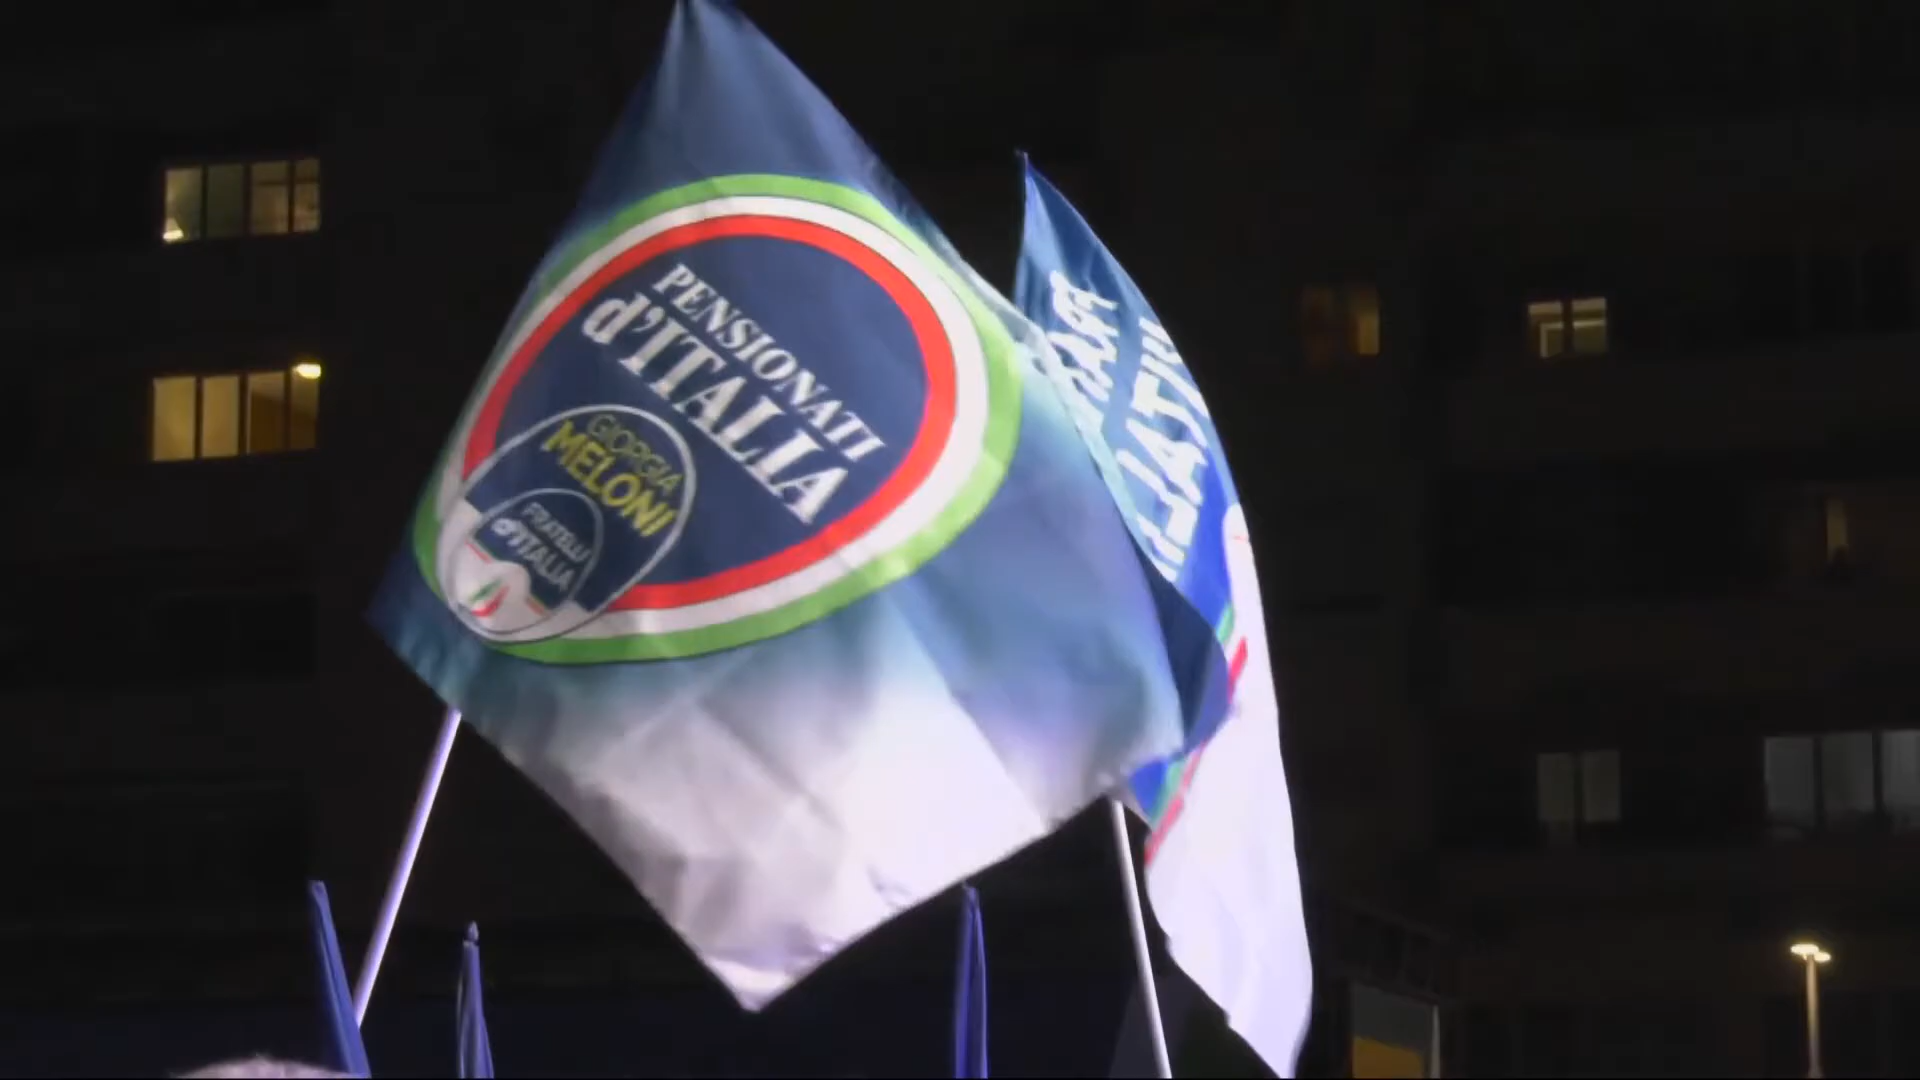 PENSIONATI
d'ITALIA
GIORGIA
MELONI
FRATELLI
d'ITALIA